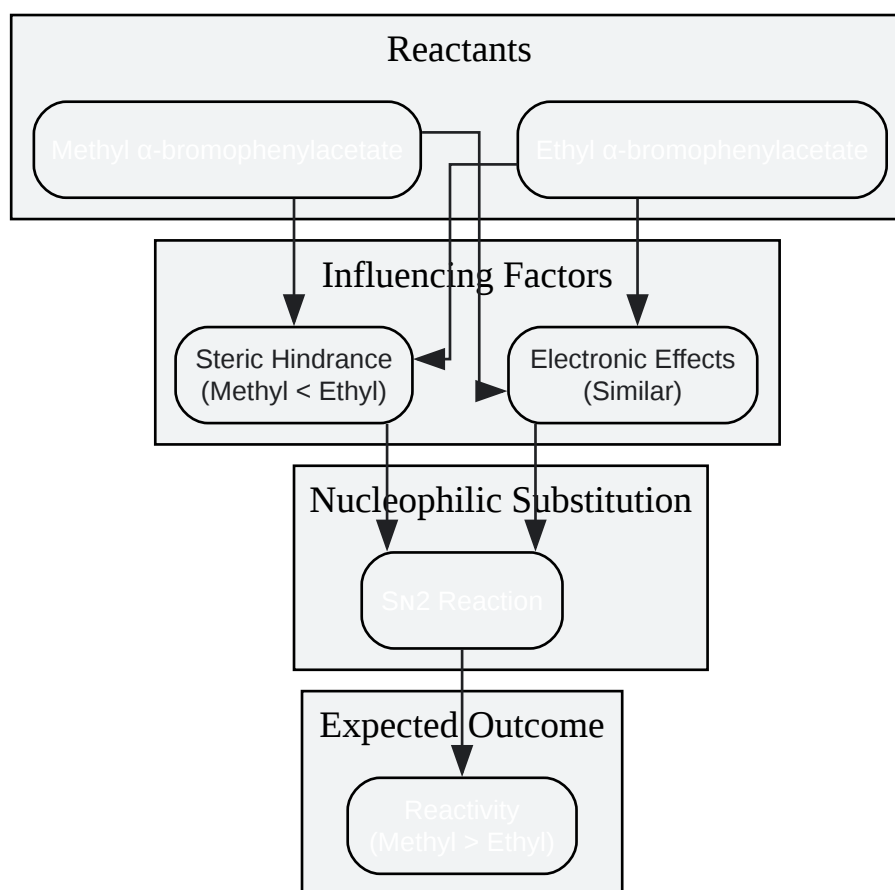 Reactants
Methyl α-bromophenylacetate
Ethyl α-bromophenylacetate
Influencing Factors
Steric Hindrance
(Methyl < Ethyl)
Electronic Effects
(Similar)
Nucleophilic Substitution
Sɴ2 Reaction
Expected Outcome
Reactivity
(Methyl > Ethyl)